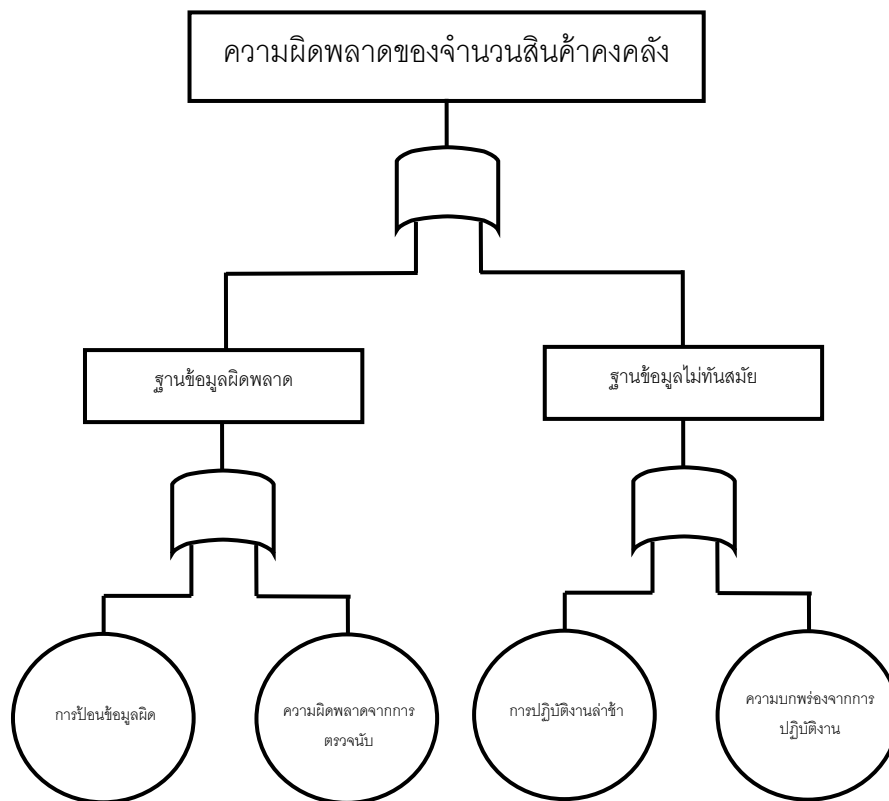 ความผิดพลาดของจำนวนสินค้าคงคลัง
ฐานข้อมูลผิดพลาด
ฐานข้อมูลไม่ทันสมัย
การป้อนข้อมูลผิด
ความผิดพลาดจากการ
ตรวจนับ
การปฏิบัติงานล่าช้า
ความบกพร่องจากการ
ปฏิบัติงาน